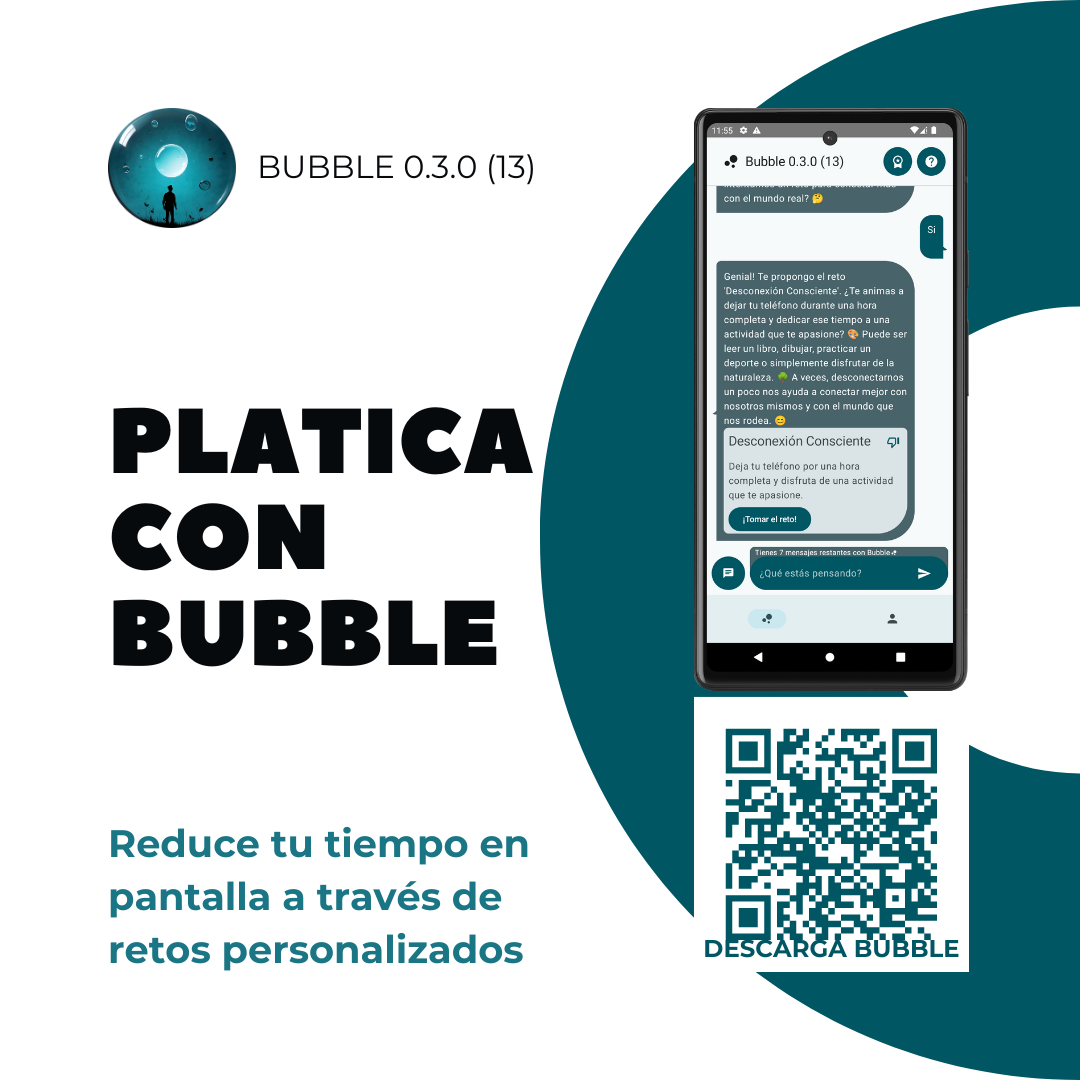 BUBBLE 0.3.0 (13)
PLATICA
CON
BUBBLE
Reduce tu tiempo en
pantalla a través de
retos personalizados
11:55
Bubble 0.3.0 (13)
con el mundo real? 🤔
Si
Genial! Te propongo el reto
'Desconexión Consciente'. ¿Te animas a
dejar tu teléfono durante una hora
completa y dedicar ese tiempo a una
actividad que te apasione? 🎨 Puede ser
leer un libro, dibujar, practicar un
deporte o simplemente disfrutar de la
naturaleza. 🌳 A veces, desconectarnos
un poco nos ayuda a conectar mejor con
nosotros mismos y con el mundo que
nos rodea. 😊
Desconexión Consciente
Deja tu teléfono por una hora
completa y disfruta de una actividad
que te apasione.
¡Tomar el reto!
Tienes 7 mensajes restantes con Bubble
¿Qué estás pensando?
DESCARGA BUBBLE